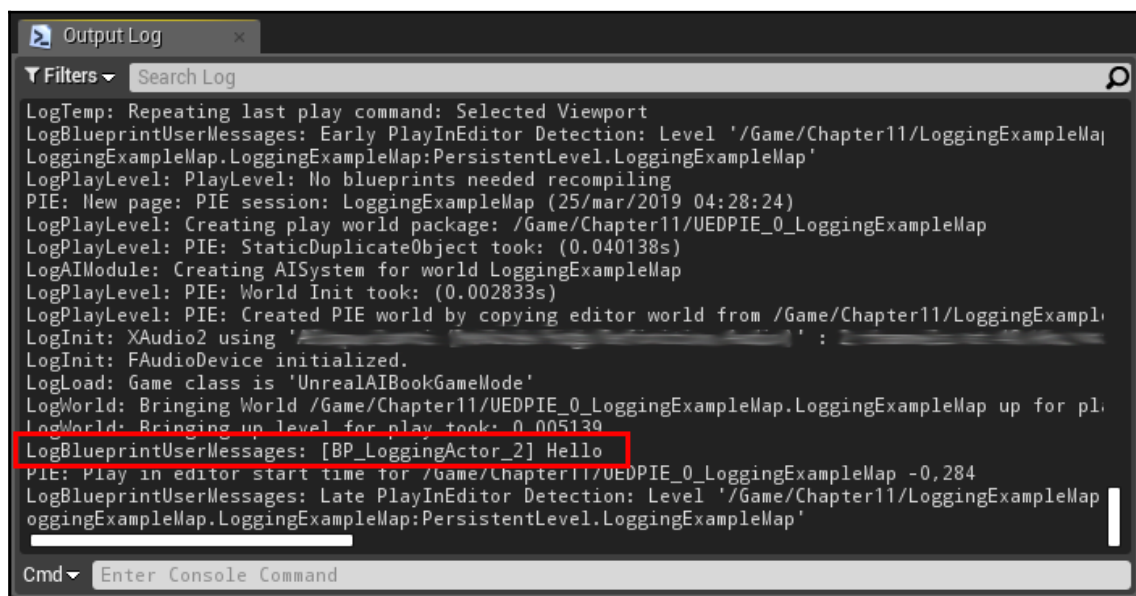 Output Log
Filters
Search Log
LogTemp: Repeating last play command: Selected Viewport
LogBlueprintUserMessages: Early PlayInEditor Detection: Level '/Game/Chapter11/LoggingExampleMap
LoggingExampleMap.LoggingExampleMap:PersistentLevel.LoggingExampleMap'
LogPlayLevel: PlayLevel: No blueprints needed recompiling
PIE: New page: PIE session: LoggingExampleMap (25/mar/2019 04:28:24)
LogPlayLevel: Creating play world package: /Game/Chapter11/UEDPIE_0_LoggingExampleMap
LogPlayLevel: PIE: StaticDuplicateObject took: (0.040138s)
LogAIModule: Creating AISystem for world LoggingExampleMap
LogPlayLevel: PIE: World Init took: (0.002833s)
LogPlayLevel: PIE: Created PIE world by copying editor world from /Game/Chapter11/LoggingExampl
LogInit: XAudio2 using ' ' :
LogInit: FAudioDevice initialized.
LogLoad: Game class is 'UnrealAIBookGameMode'
LogWorld: Bringing World /Game/Chapter11/UEDPIE_0_LoggingExampleMap.LoggingExampleMap up for pl
LogWorld: Bringing up level for play took: 0.005139
LogBlueprintUserMessages: [BP_LoggingActor_2] Hello
PIE: Play in editor start time for /Game/Chapter11/UEDPIE_0_LoggingExampleMap -0,284
LogBlueprintUserMessages: Late PlayInEditor Detection: Level '/Game/Chapter11/LoggingExampleMap
oggingExampleMap.LoggingExampleMap:PersistentLevel.LoggingExampleMap'
Cmd
Enter Console Command